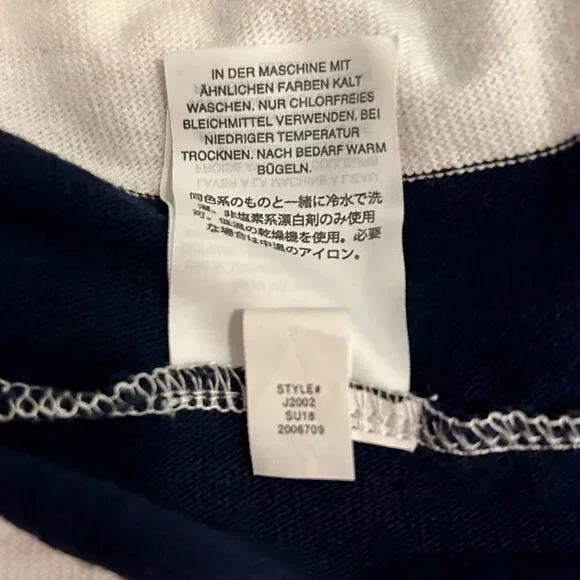 IN DER MASCHINE MIT
ÄHNLICHEN FARBEN KALT
WASCHEN. NUR CHLORFREIES
BLEICHMITTEL VERWENDEN. BEI
NIEDRIGER TEMPERATUR
TROCKNEN. NACH BEDARF WARM
BÜGELN.
同色系のものと一緒に冷水で洗
濯、非塩素系漂白剤のみ使用
可、低温の乾燥機を使用。必要
な場合は中温のアイロン。
STYLE#
J2002
SU18
2006709